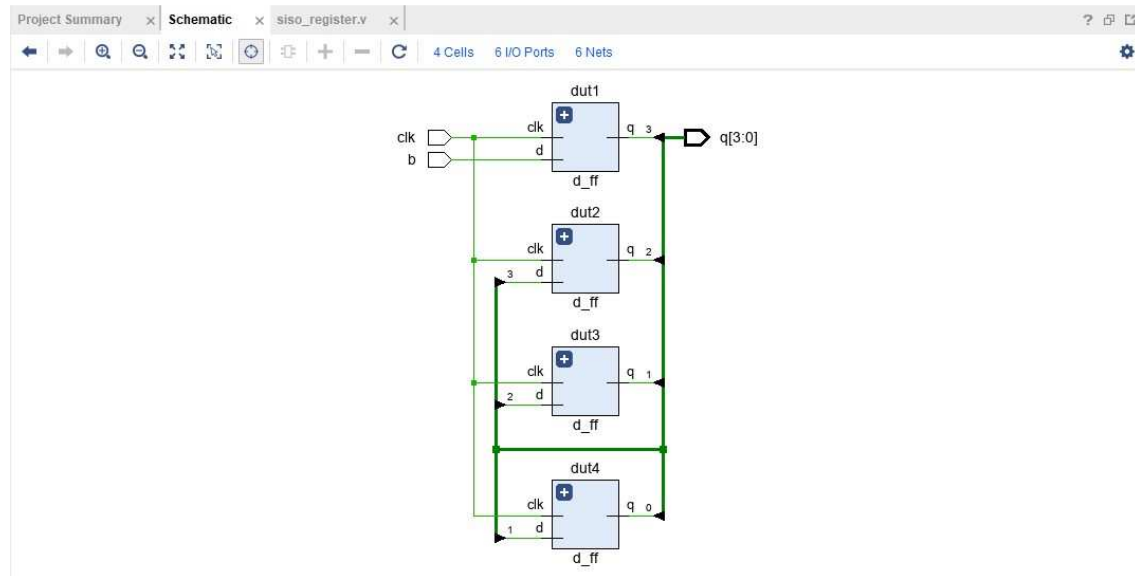 Project Summary × Schematic × siso_register.v × ?
4 Cells 6 I/O Ports 6 Nets
dut1
clk clk q 3 q[3:0]
b d
d_ff
dut2
clk q 2
3 d
d_ff
dut3
clk q 1
2 d
d_ff
dut4
clk q 0
1 d
d_ff